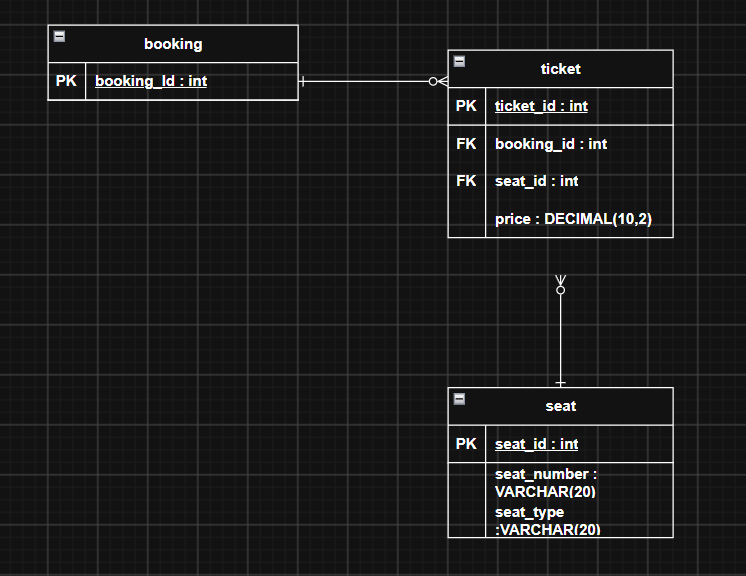 booking
PK booking_Id : int
ticket
PK ticket_id : int
FK booking_id : int
FK seat_id : int
price : DECIMAL(10,2)
seat
PK seat_id : int
seat_number :
VARCHAR(20)
seat_type
:VARCHAR(20)